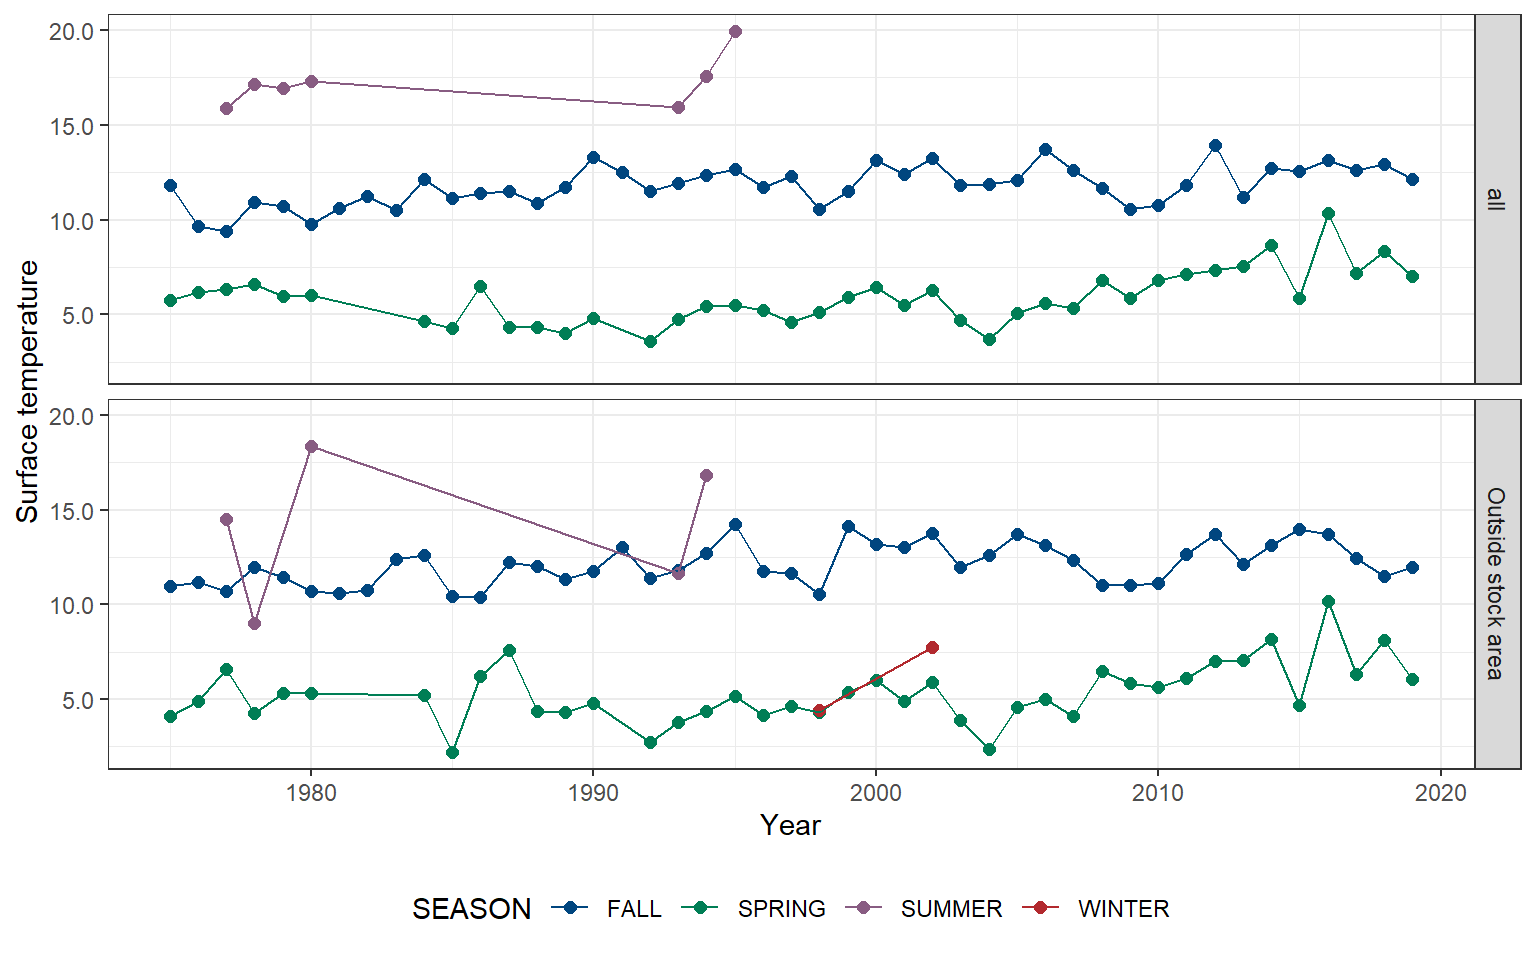 20.0
15.0
10.0
5.0
all
Surface temperature
20.0
15.0
10.0
5.0
Outside stock area
1980 1990 2000 2010 2020
Year
SEASON FALL SPRING SUMMER WINTER